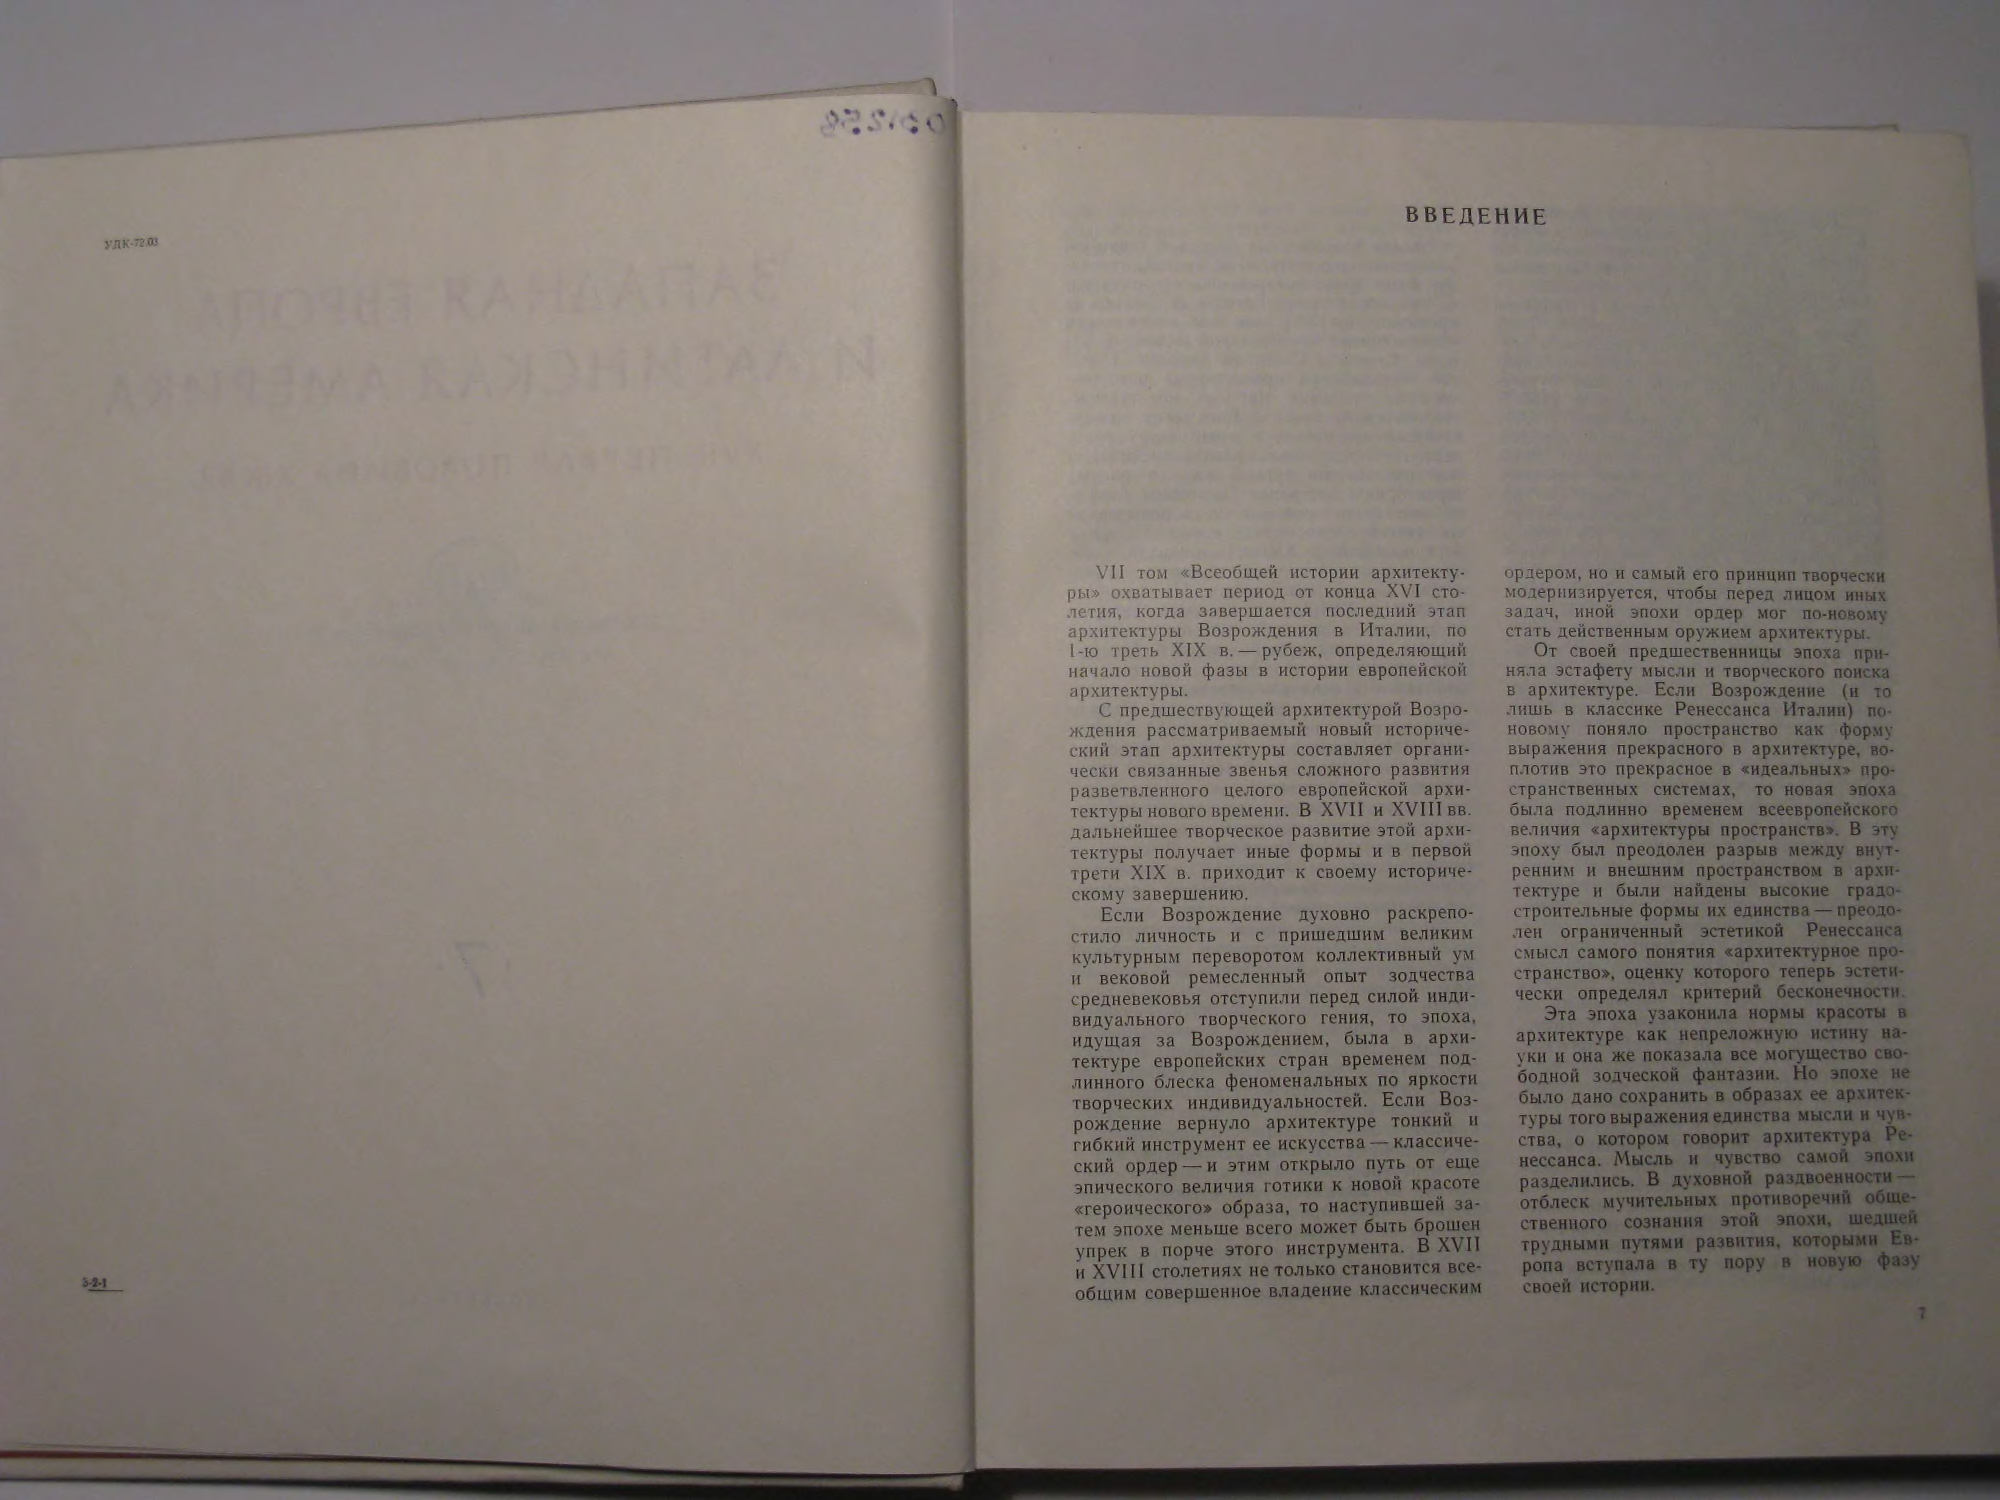 УДК-72.03
3-2-1
ВВЕДЕНИЕ
VII том «Всеобщей истории архитекту-
ры» охватывает период от конца XVI сто-
летия, когда завершается последний этап
архитектуры Возрождения в Италии, по
1-ю треть XIX в. — рубеж, определяющий
начало новой фазы в истории европейской
архитектуры.
С предшествующей архитектурой Возро-
ждения рассматриваемый новый историче-
ский этап архитектуры составляет органи-
чески связанные звенья сложного развития
разветвленного целого европейской архи-
тектуры нового времени. В XVII и XVIII вв.
дальнейшее творческое развитие этой архи-
тектуры получает иные формы и в первой
трети XIX в. приходит к своему историче-
скому завершению.
Если Возрождение духовно раскрепо-
стило личность и с пришедшим великим
культурным переворотом коллективный ум
и вековой ремесленный опыт зодчества
средневековья отступили перед силой инди-
видуального творческого гения, то эпоха,
идущая за Возрождением, была в архи-
тектуре европейских стран временем под-
линного блеска феноменальных по яркости
творческих индивидуальностей. Если Воз-
рождение вернуло архитектуре тонкий и
гибкий инструмент ее искусства — классиче-
ский ордер — и этим открыло путь от еще
эпического величия готики к новой красоте
«героического» образа, то наступившей за-
тем эпохе меньше всего может быть брошен
упрек в порче этого инструмента. В XVII
и XVIII столетиях не только становится все-
общим совершенное владение классическим
ордером, но и самый его принцип творчески
модернизируется, чтобы перед лицом иных
задач, иной эпохи ордер мог по-новому
стать действенным оружием архитектуры.
От своей предшественницы эпоха при-
няла эстафету мысли и творческого поиска
в архитектуре. Если Возрождение (и то
лишь в классике Ренессанса Италии) по-
новому поняло пространство как форму
выражения прекрасного в архитектуре, во-
плотив это прекрасное в «идеальных» про-
странственных системах, то новая эпоха
была подлинно временем всеевропейского
величия «архитектуры пространств». В эту
эпоху был преодолен разрыв между внут-
ренним и внешним пространством в архи-
тектуре и были найдены высокие градо-
строительные формы их единства — преодо-
лен ограниченный эстетикой Ренессанса
смысл самого понятия «архитектурное про-
странство», оценку которого теперь эстети-
чески определял критерий бесконечности.
Эта эпоха узаконила нормы красоты в
архитектуре как непреложную истину на-
уки и она же показала все могущество сво-
бодной зодческой фантазии. Но эпохе не
было дано сохранить в образах ее архитек-
туры того выражения единства мысли и чув-
ства, о котором говорит архитектура Ре-
нессанса. Мысль и чувство самой эпохи
разделились. В духовной раздвоенности —
отблеск мучительных противоречий обще-
ственного сознания этой эпохи, шедшей
трудными путями развития, которыми Ев-
ропа вступала в ту пору в новую фазу
своей истории.
7